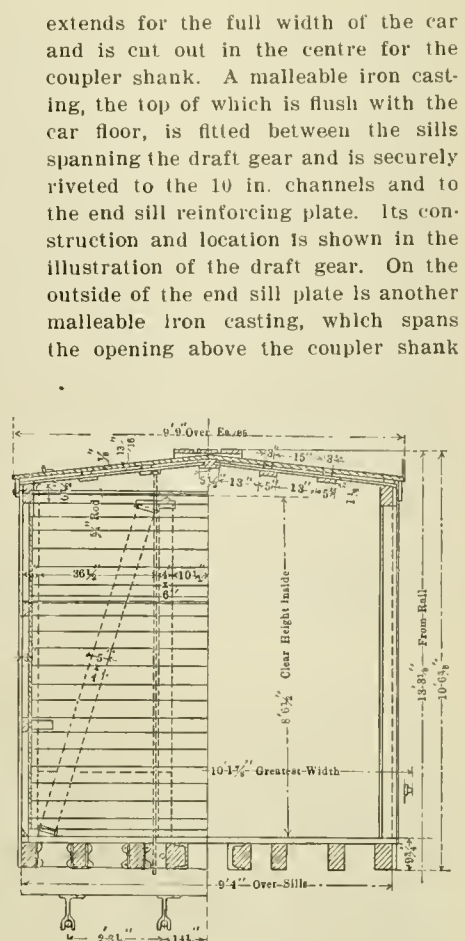 extends for the full width of the car
and is cut out in the centre for the
coupler shank. A malleable iron cast-
ing, the top of which is flush with the
car floor, is fitted between the sills
spanning the draft gear and is securely
riveted to the 10 in. channels and to
the end sill reinforcing plate. Its con-
struction and location is shown in the
illustration of the draft gear. On the
outside of the end sill plate is another
malleable iron casting, which spans
the opening above the coupler shank
9'9" Over Eaves
15"
13"
5"
13"
Rod
36½"
4
10½"
6"
5"
4"
8'6½" Clear Height Inside
From Rail
10'1⅞" Greatest Width
9'4" Over Sills